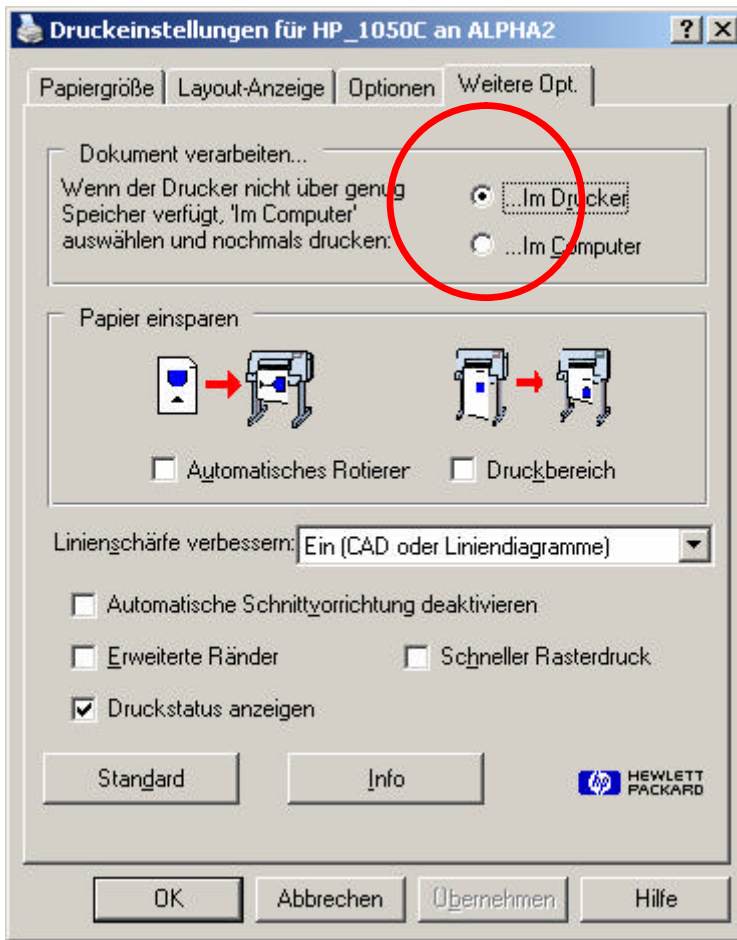 Druckeinstellungen für HP_1050C an ALPHA2
Papiergröße Layout-Anzeige Optionen Weitere Opt.
Dokument verarbeiten...
Wenn der Drucker nicht über genug
Speicher verfügt, 'Im Computer'
auswählen und nochmals drucken:
...Im Drucker
...Im Computer
Papier einsparen
Automatisches Rotierer Druckbereich
Linienschärfe verbessern: Ein (CAD oder Liniendiagramme)
Automatische Schnittvorrichtung deaktivieren
Erweiterte Ränder Schneller Rasterdruck
Druckstatus anzeigen
Standard Info hp HEWLETT
PACKARD
OK Abbrechen Übernehmen Hilfe